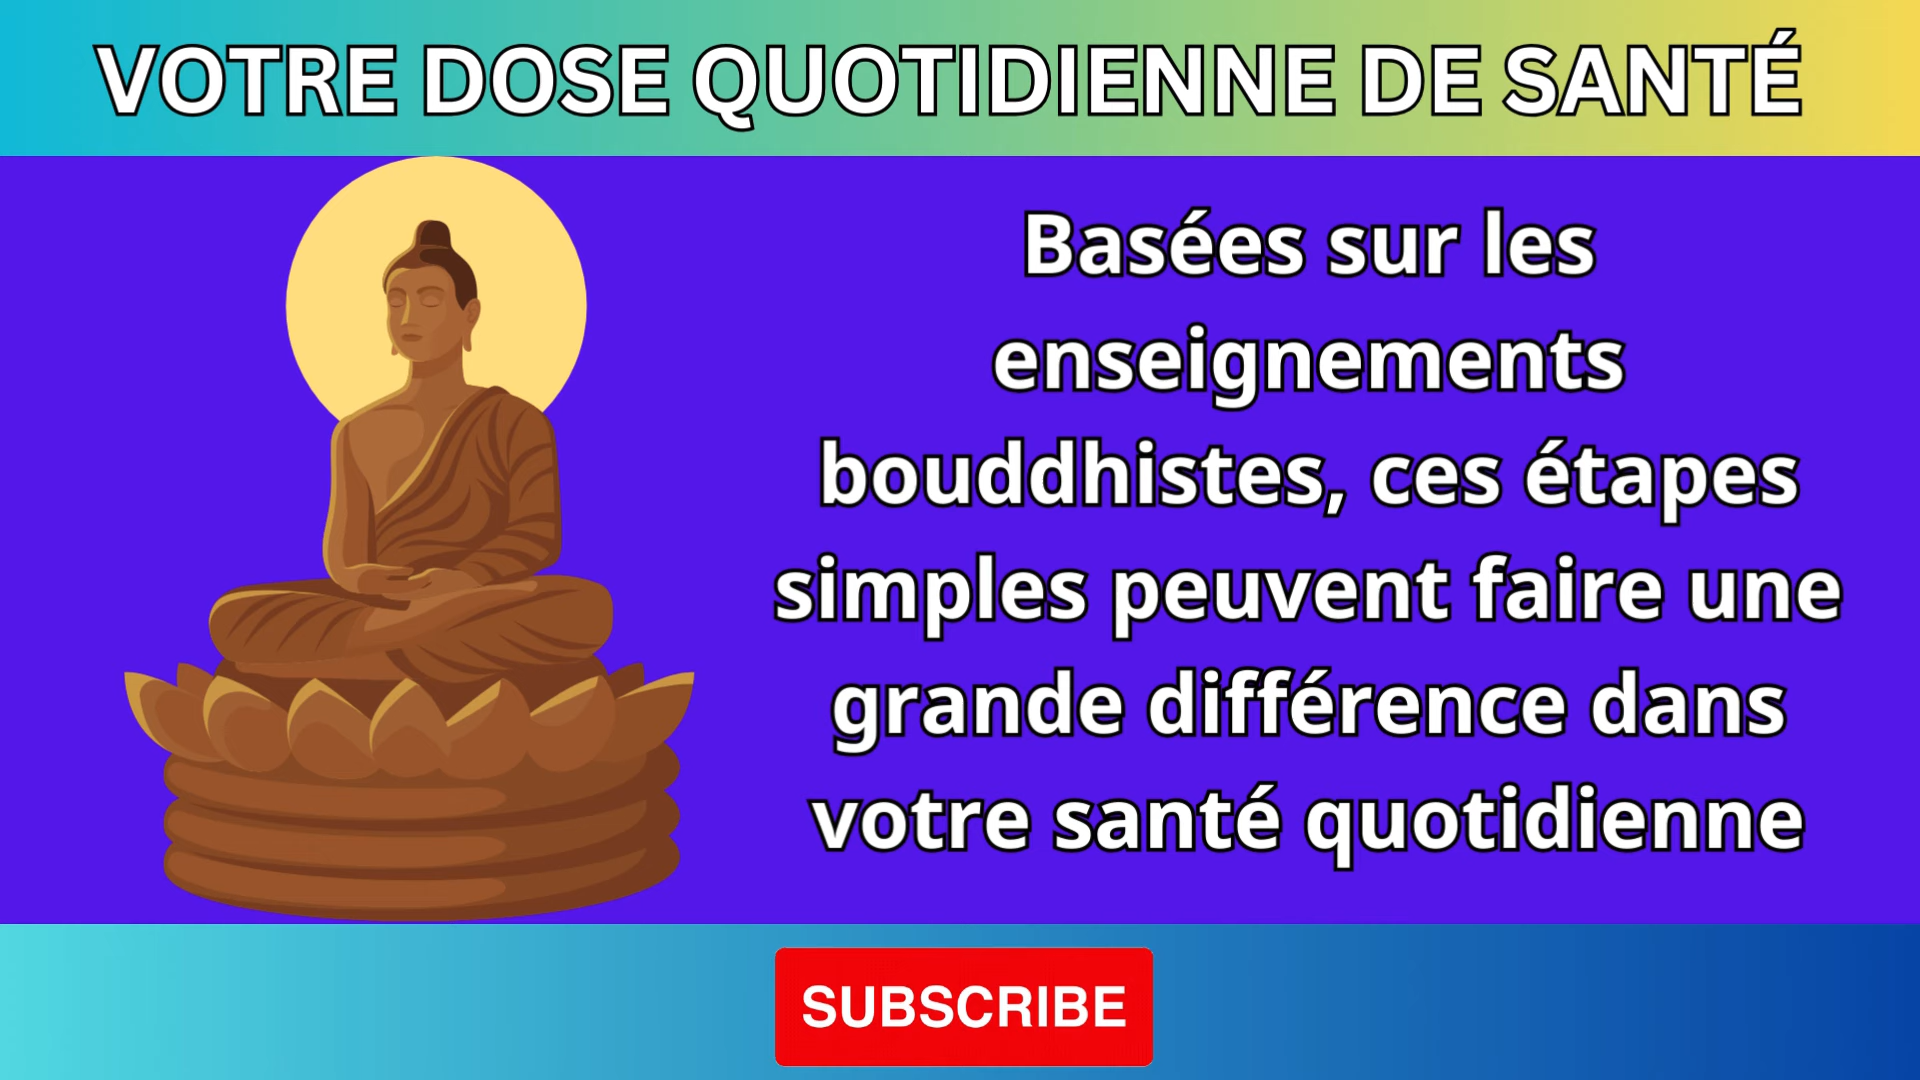 VOTRE DOSE QUOTIDIENNE DE SANTÉ
Basées sur les
enseignements
bouddhistes, ces étapes
simples peuvent faire une
grande différence dans
votre santé quotidienne
SUBSCRIBE